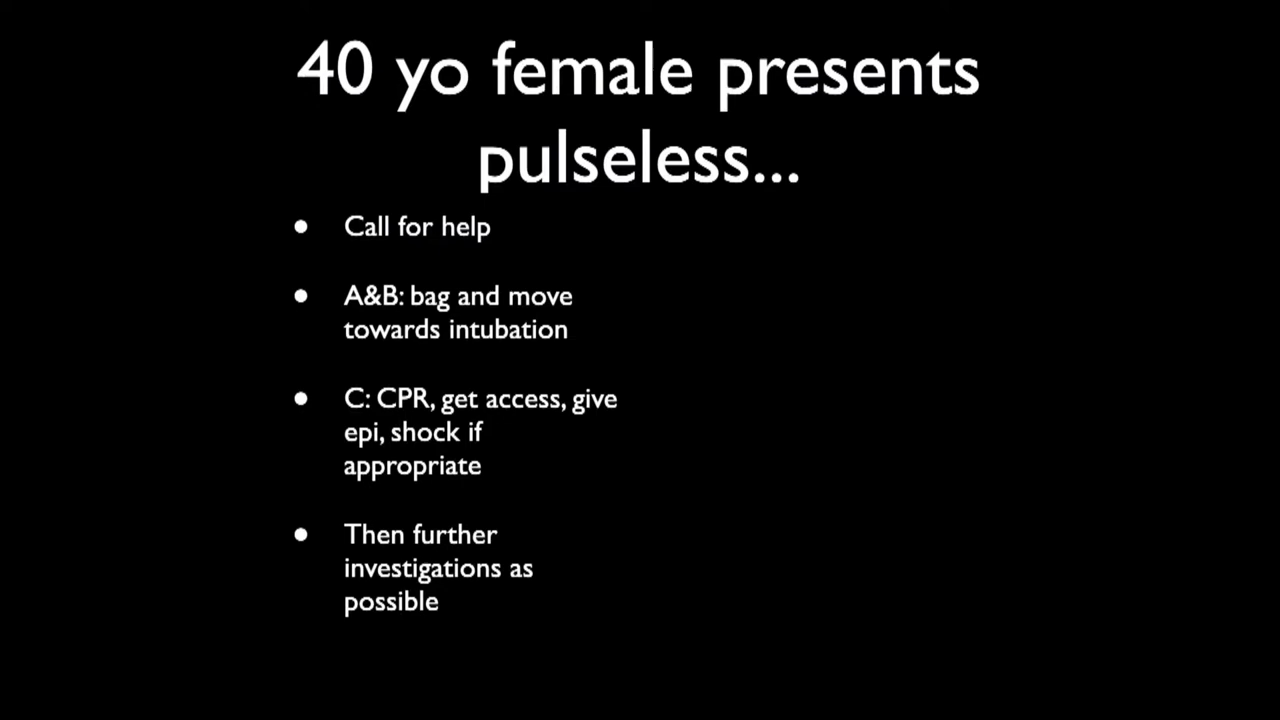 40 yo female presents
pulseless...
● Call for help
● A&B: bag and move
towards intubation
● C: CPR, get access, give
epi, shock if
appropriate
● Then further
investigations as
possible